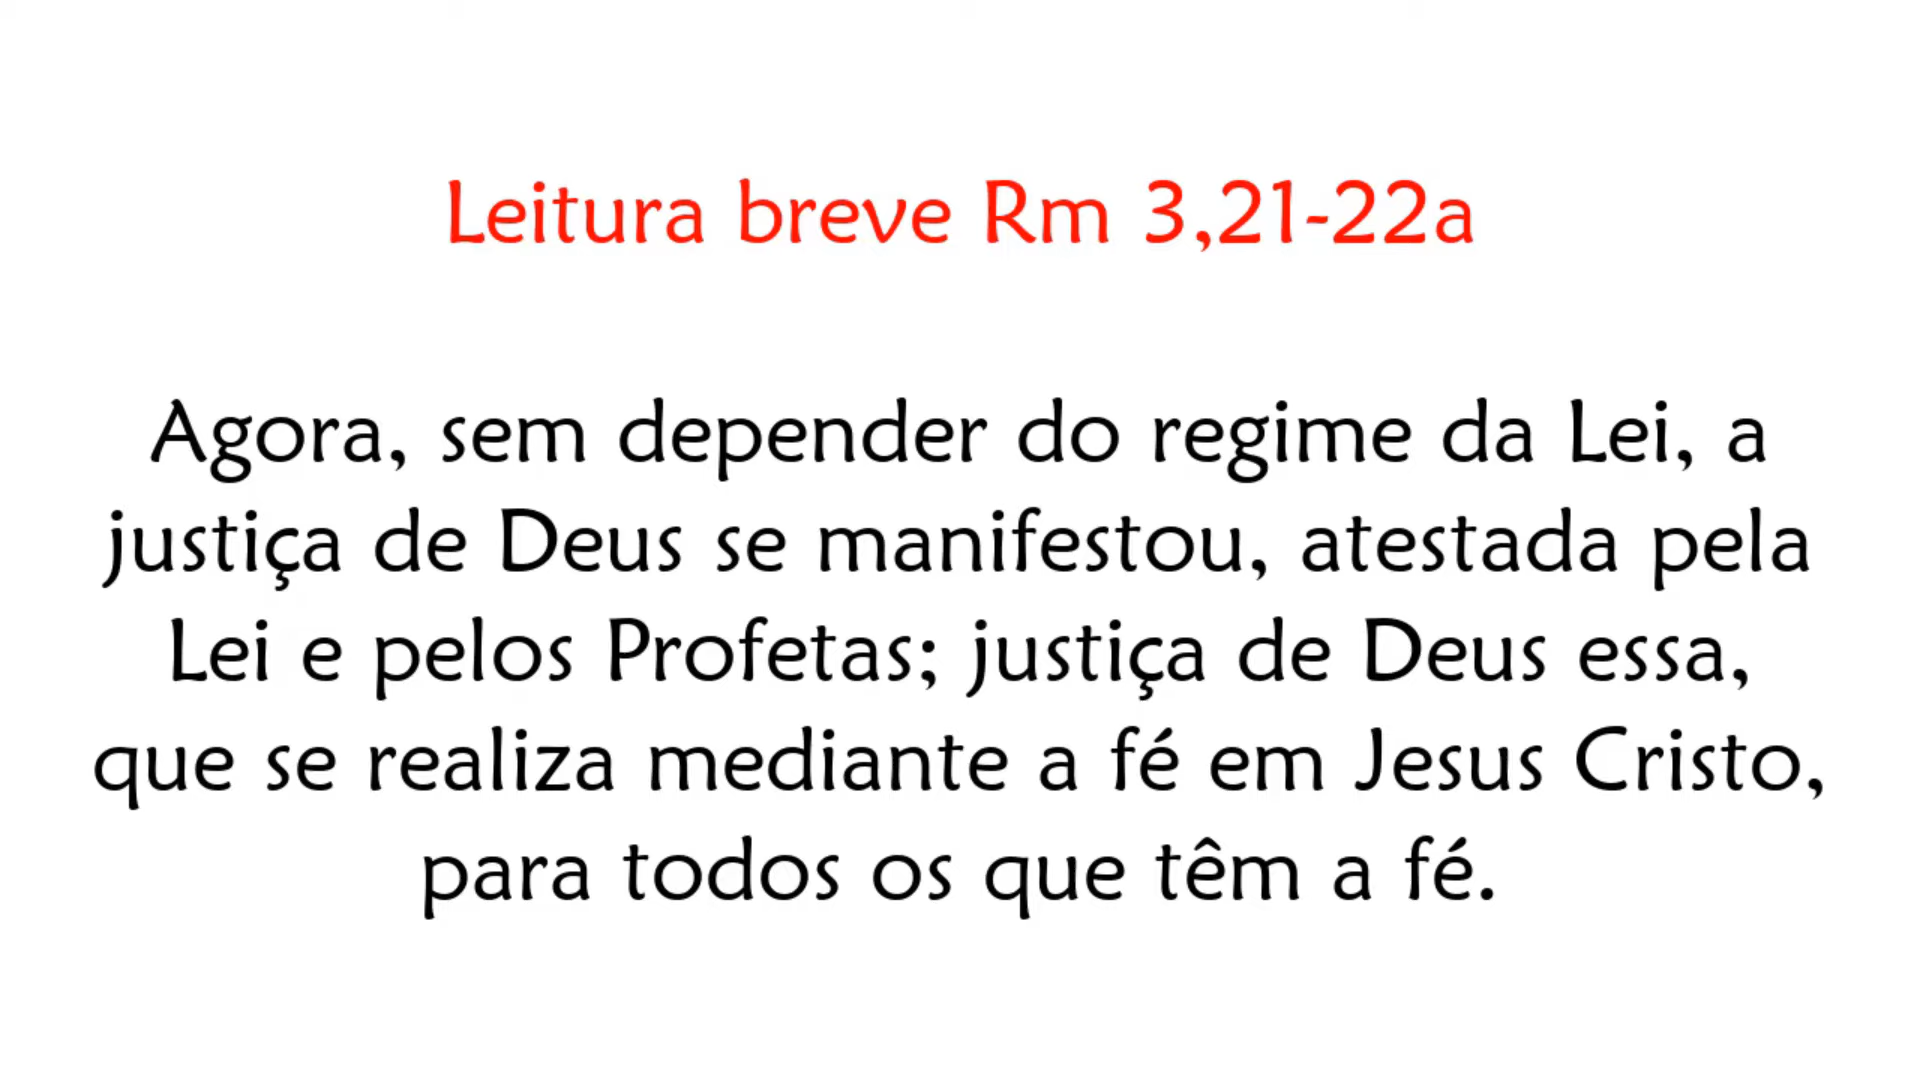 Leitura breve Rm 3,21-22a
Agora, sem depender do regime da Lei, a
justiça de Deus se manifestou, atestada pela
Lei e pelos Profetas; justiça de Deus essa,
que se realiza mediante a fé em Jesus Cristo,
para todos os que têm a fé.